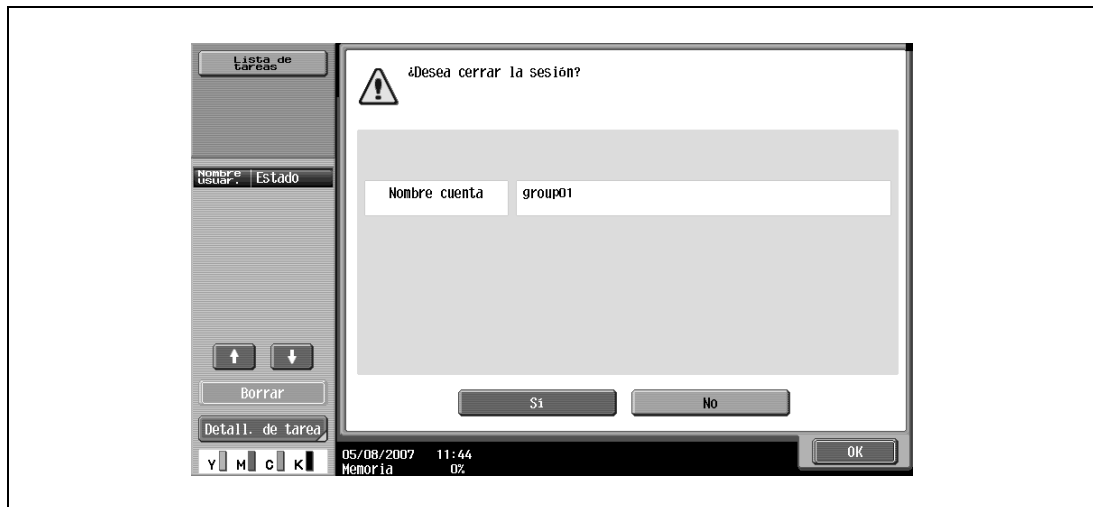 Lista de
tareas
¿Desea cerrar la sesión?
Nombre
usuar. Estado
Nombre cuenta group01
Borrar
Sí No
Detall. de tarea
OK
Y M C K
05/08/2007 11:44
Memoria 0%